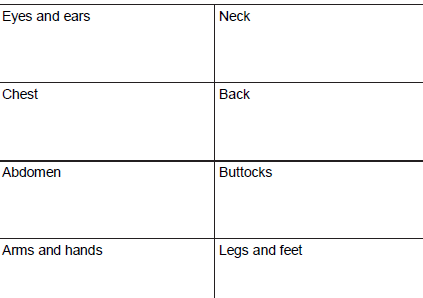 Eyes and ears
Neck
Chest
Back
Abdomen
Buttocks
Arms and hands
Legs and feet